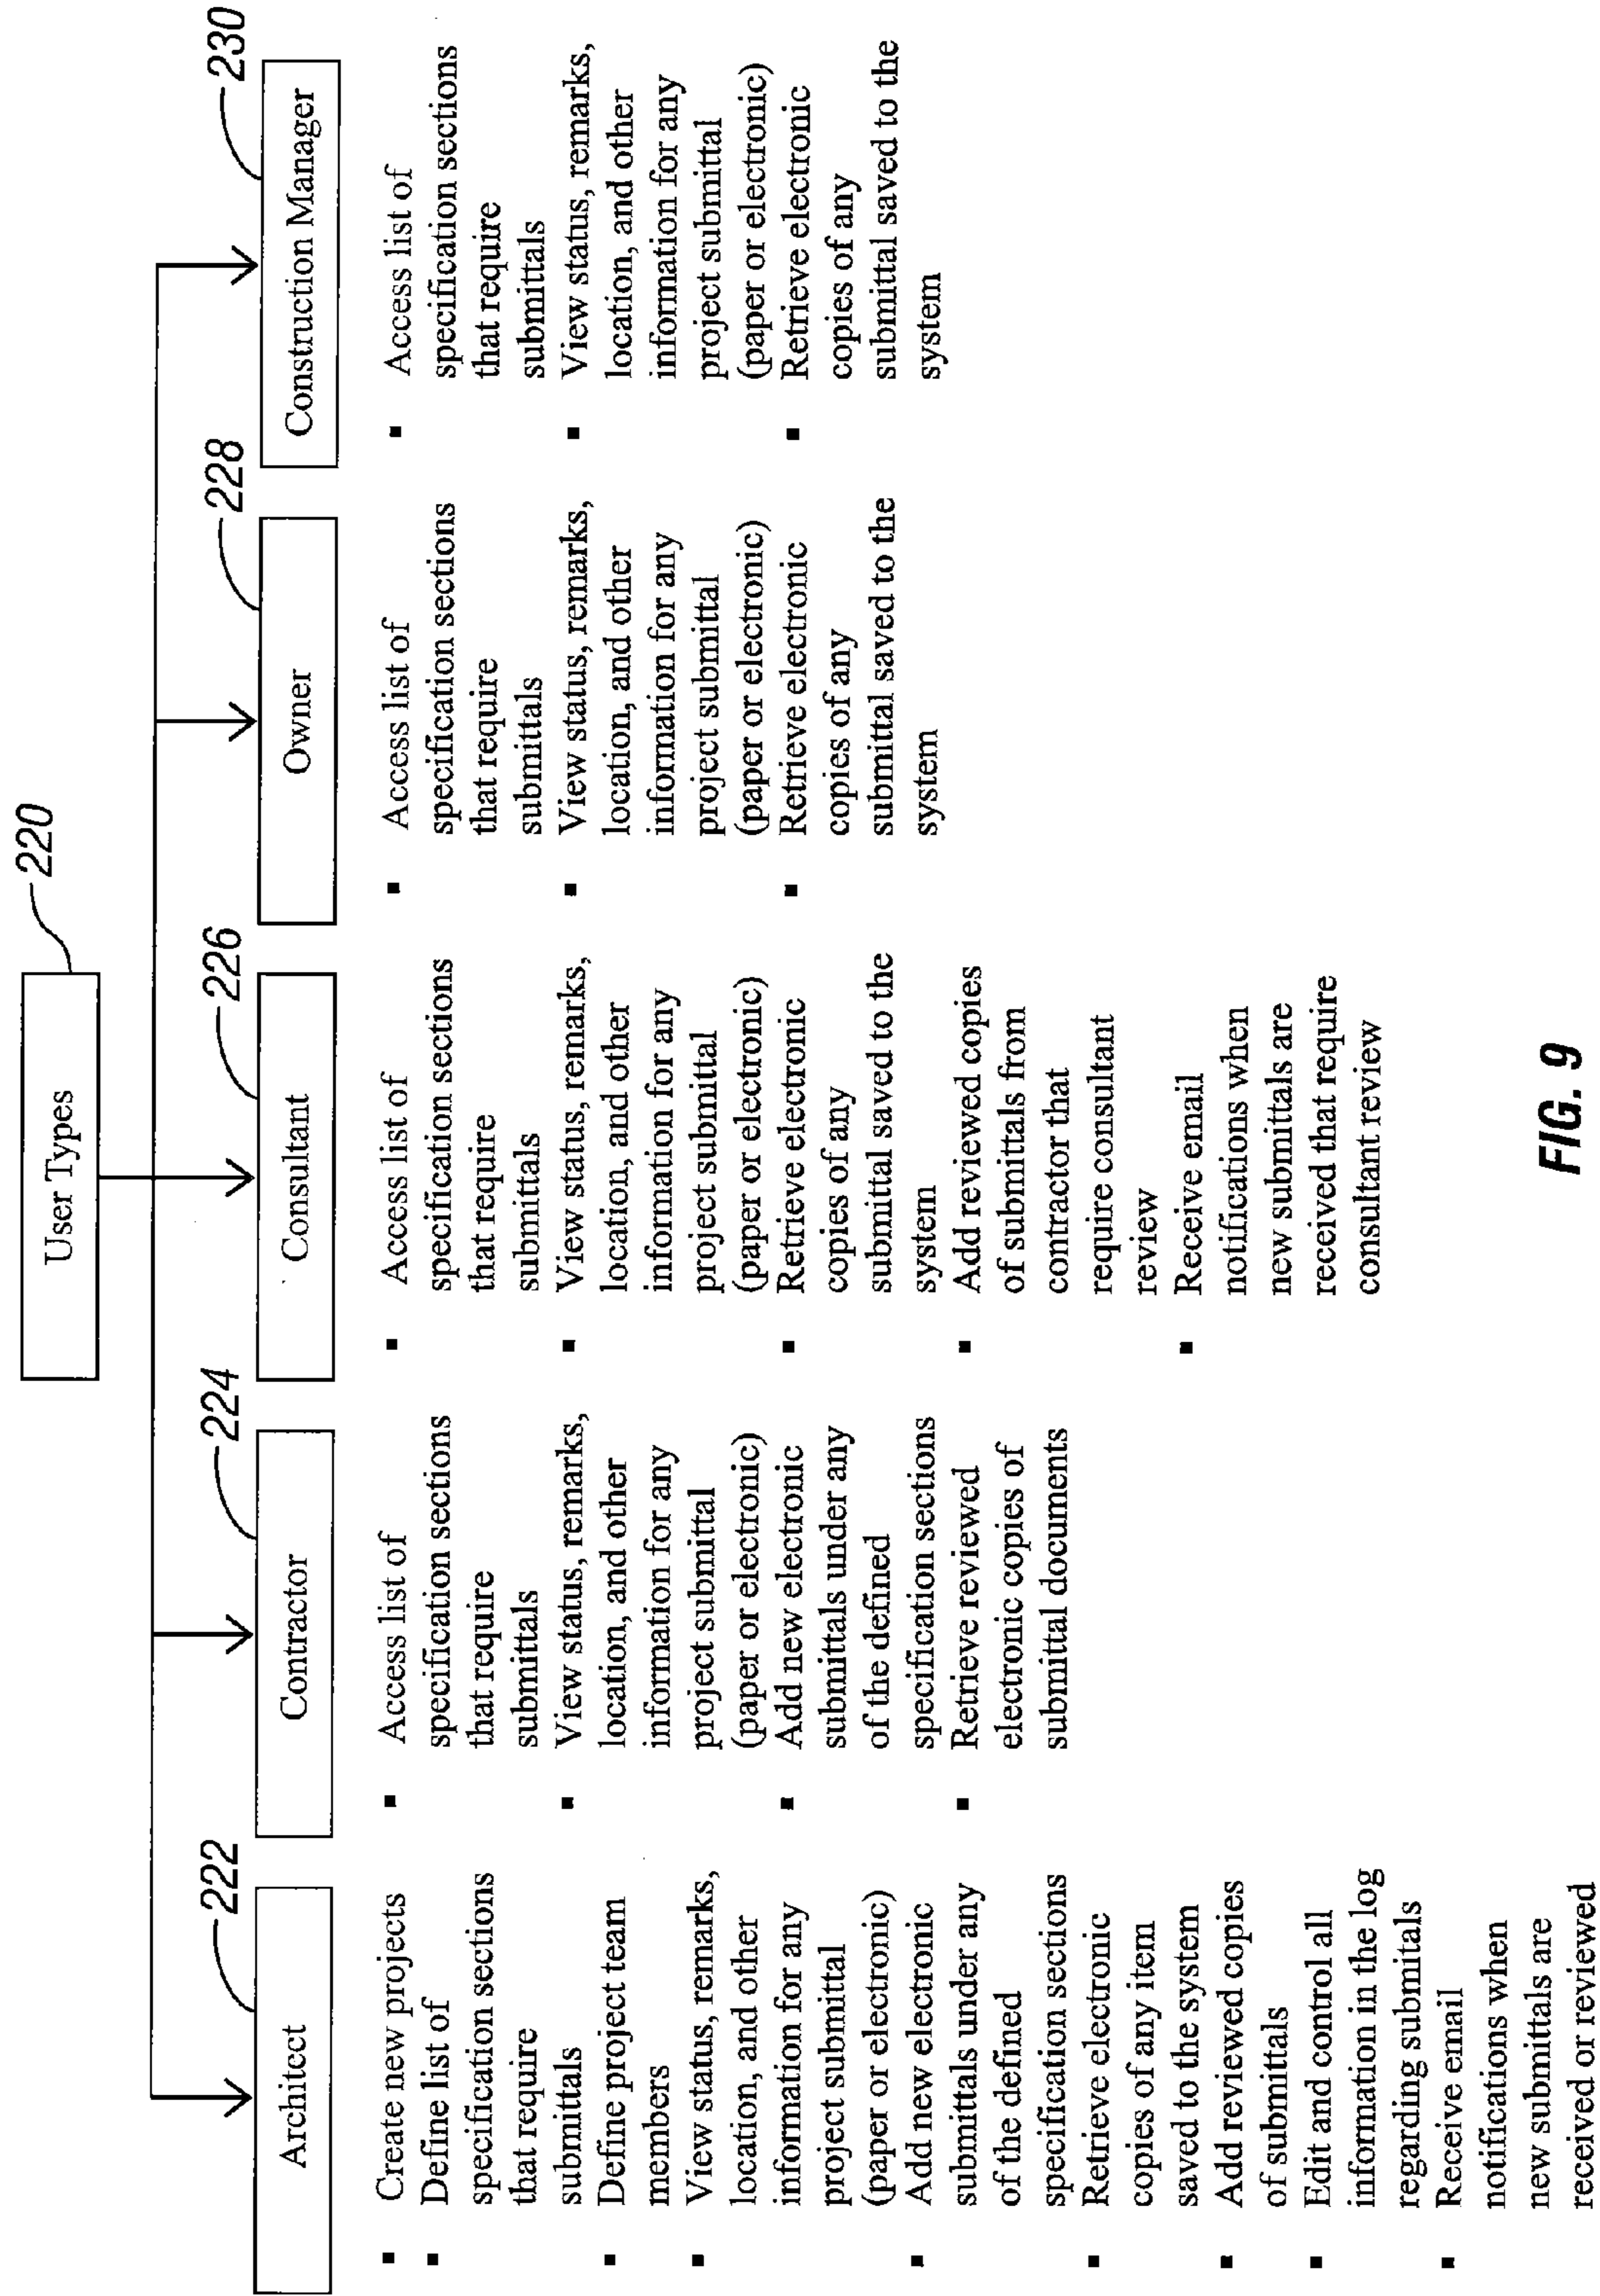 User Types
220
Architect
222
▪ Create new projects
▪ Define list of
specification sections
that require
submittals
▪ Define project team
members
▪ View status, remarks,
location, and other
information for any
project submittal
(paper or electronic)
▪ Add new electronic
submittals under any
of the defined
specification sections
▪ Retrieve electronic
copies of any item
saved to the system
▪ Add reviewed copies
of submittals
▪ Edit and control all
information in the log
regarding submittals
▪ Receive email
notifications when
new submittals are
received or reviewed
Contractor
224
▪ Access list of
specification sections
that require
submittals
▪ View status, remarks,
location, and other
information for any
project submittal
(paper or electronic)
▪ Add new electronic
submittals under any
of the defined
specification sections
▪ Retrieve reviewed
electronic copies of
submittal documents
Consultant
226
▪ Access list of
specification sections
that require
submittals
▪ View status, remarks,
location, and other
information for any
project submittal
(paper or electronic)
▪ Retrieve electronic
copies of any
submittal saved to the
system
▪ Add reviewed copies
of submittals from
contractor that
require consultant
review
▪ Receive email
notifications when
new submittals are
received that require
consultant review
Owner
228
▪ Access list of
specification sections
that require
submittals
▪ View status, remarks,
location, and other
information for any
project submittal
(paper or electronic)
▪ Retrieve electronic
copies of any
submittal saved to the
system
Construction Manager
230
▪ Access list of
specification sections
that require
submittals
▪ View status, remarks,
location, and other
information for any
project submittal
(paper or electronic)
▪ Retrieve electronic
copies of any
submittal saved to the
system
FIG. 9